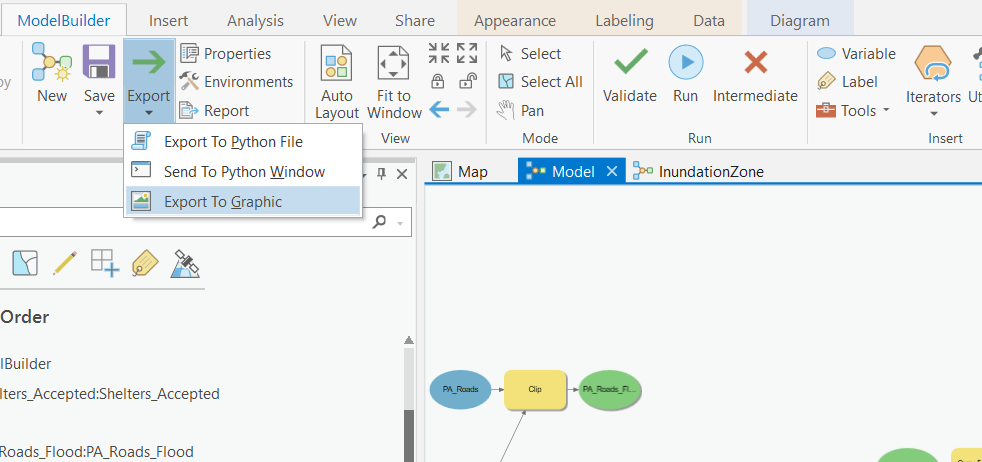 ModelBuilder Insert Analysis View Share Appearance Labeling Data Diagram
py New Save Export Properties Environments Report
Auto Layout Fit to Window View
Select Select All Pan Mode
Validate Run Intermediate Run
Variable Label Tools Iterators Ut Insert
Export To Python File
Send To Python Window
Export To Graphic
Map Model InundationZone
Order
lBuilder
lters_Accepted:Shelters_Accepted
Roads_Flood:PA_Roads_Flood
PA_Roads Clip PA_Roads_Fl...